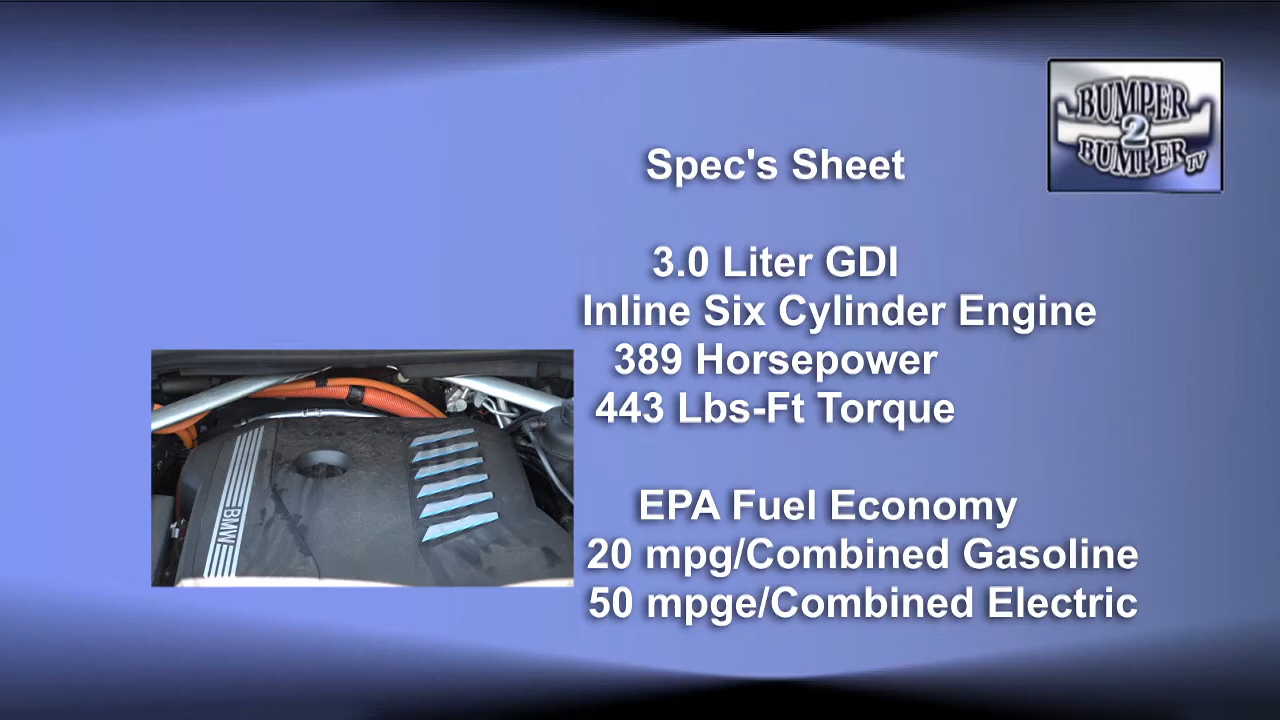 BUMPER
2
BUMPER TV
Spec's Sheet
3.0 Liter GDI
Inline Six Cylinder Engine
389 Horsepower
443 Lbs-Ft Torque
BMW
EPA Fuel Economy
20 mpg/Combined Gasoline
50 mpge/Combined Electric